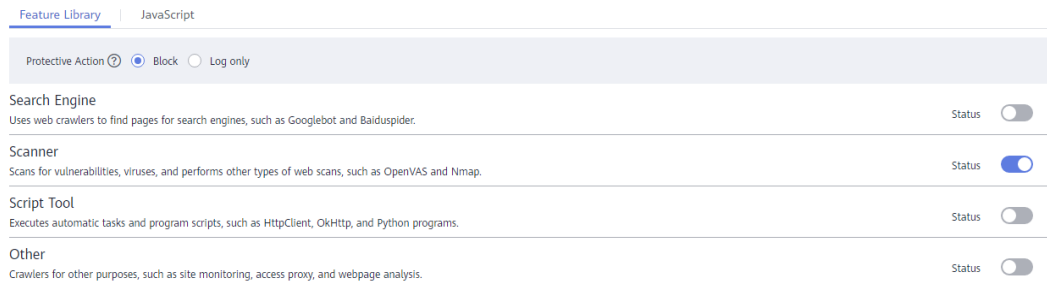 Feature Library JavaScript
Protective Action ? Block Log only
Search Engine
Uses web crawlers to find pages for search engines, such as Googlebot and Baiduspider.
Status
Scanner
Scans for vulnerabilities, viruses, and performs other types of web scans, such as OpenVAS and Nmap.
Status
Script Tool
Executes automatic tasks and program scripts, such as HttpClient, OkHttp, and Python programs.
Status
Other
Crawlers for other purposes, such as site monitoring, access proxy, and webpage analysis.
Status